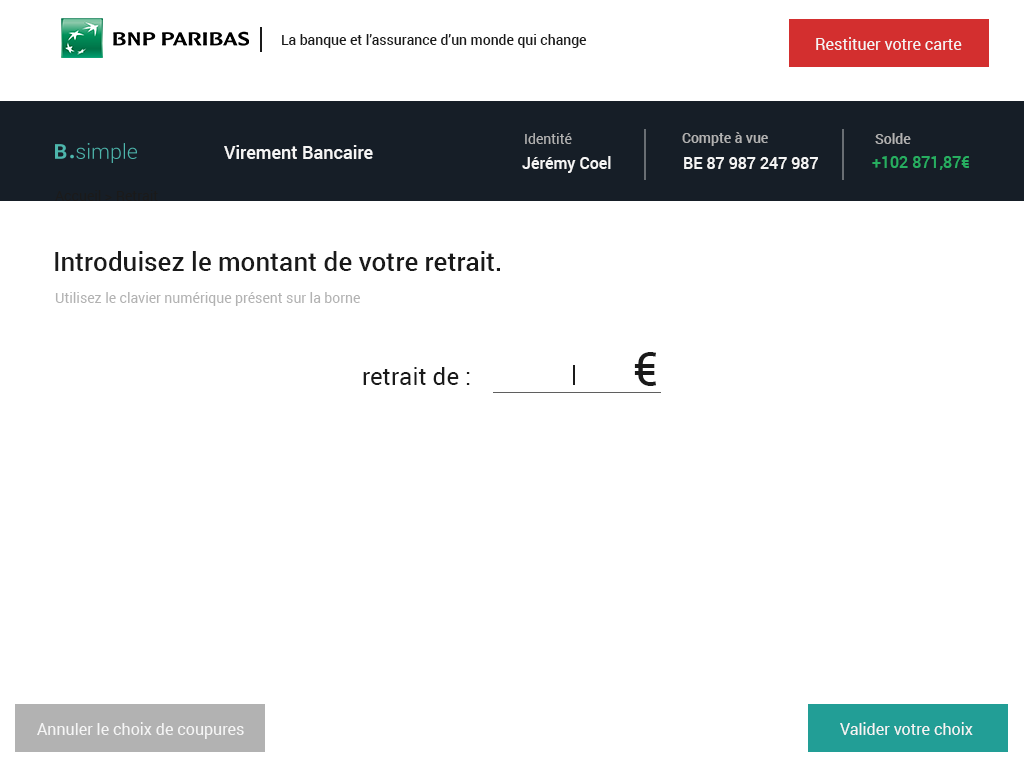 BNP PARIBAS
La banque et l'assurance d'un monde qui change
Restituer votre carte
B.simple
Virement Bancaire
Identité
Jérémy Coel
Compte à vue
BE 87 987 247 987
Solde
+102 871,87€
Introduisez le montant de votre retrait.
Utilisez le clavier numérique présent sur la borne
retrait de : €
Annuler le choix de coupures
Valider votre choix